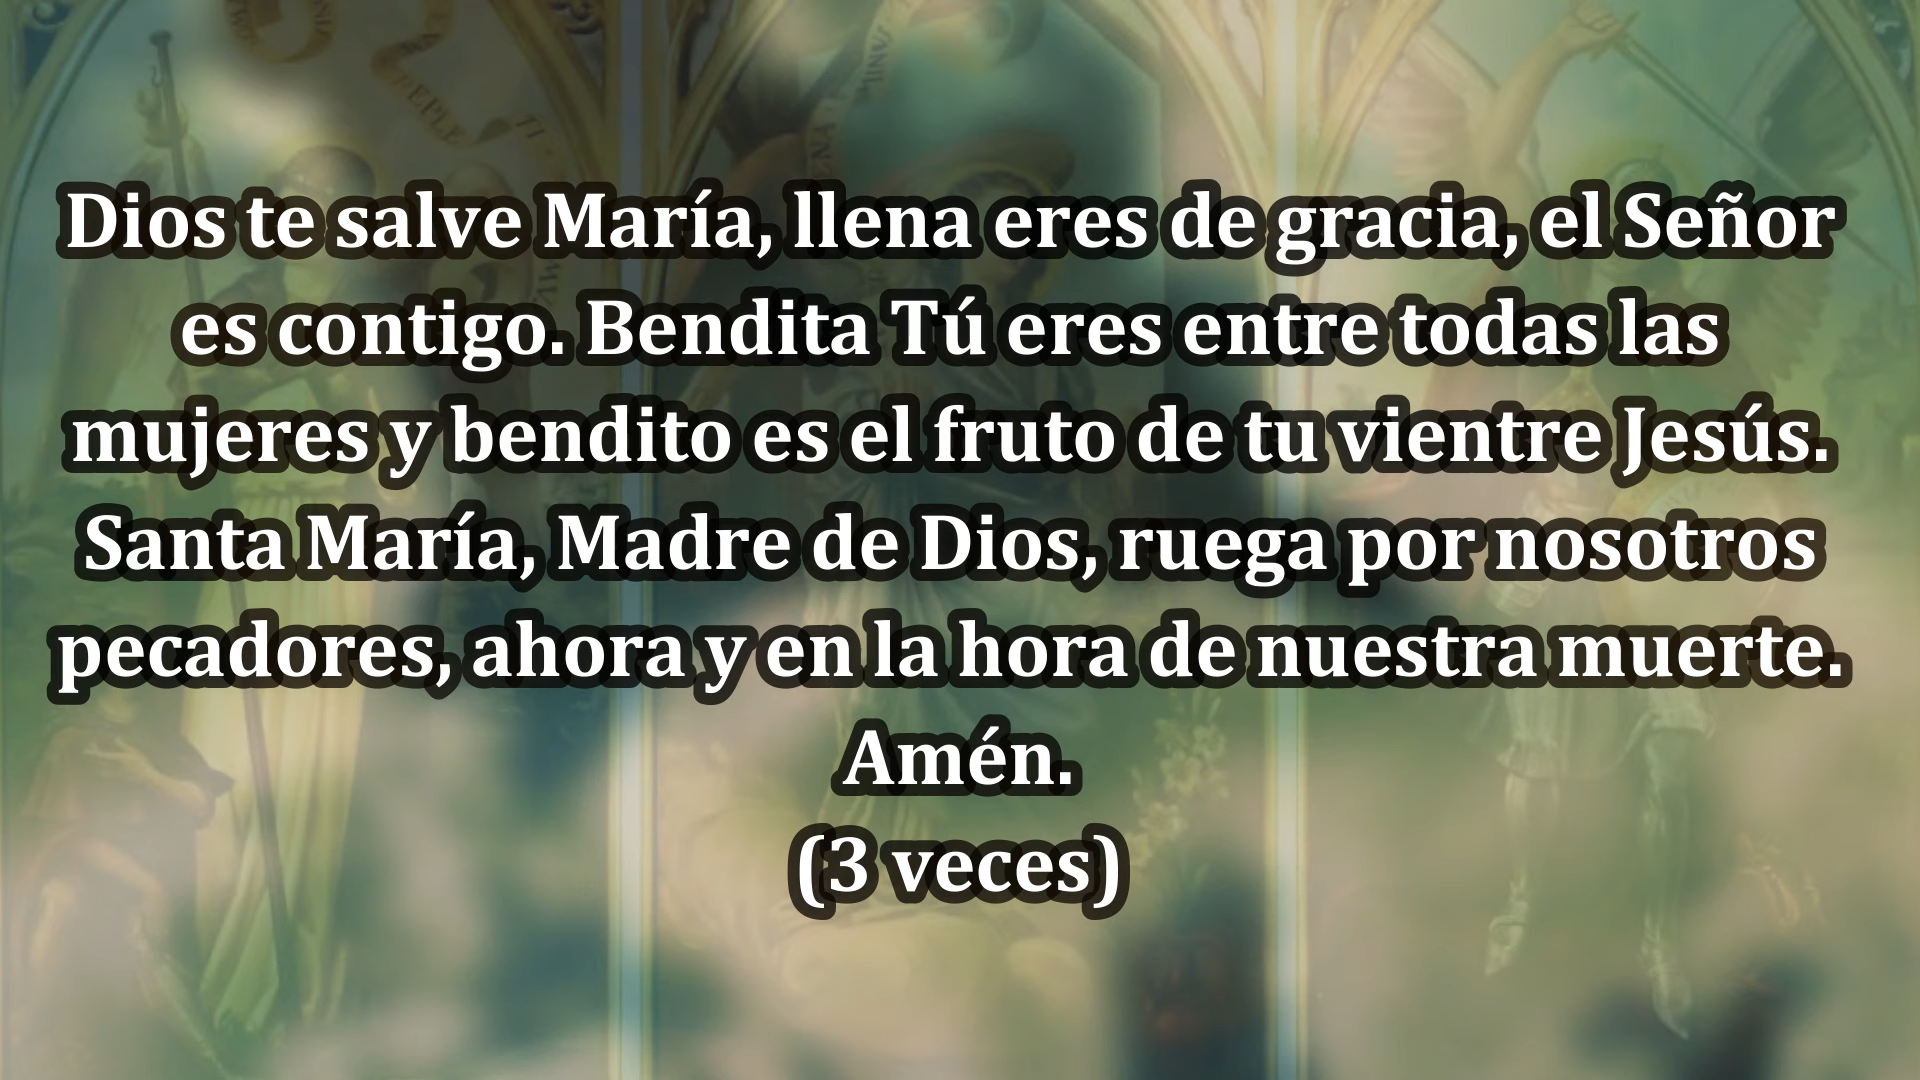 Dios te salve María, llena eres de gracia, el Señor
es contigo. Bendita Tú eres entre todas las
mujeres y bendito es el fruto de tu vientre Jesús.
Santa María, Madre de Dios, ruega por nosotros
pecadores, ahora y en la hora de nuestra muerte.
Amén.
(3 veces)